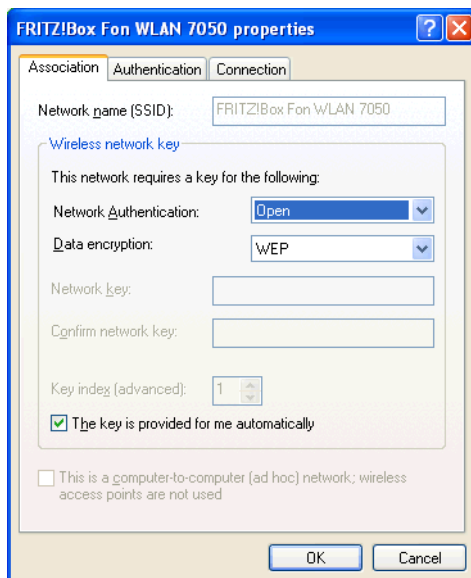 FRITZ!Box Fon WLAN 7050 properties
Association Authentication Connection
Network name (SSID): FRITZ!Box Fon WLAN 7050
Wireless network key
This network requires a key for the following:
Network Authentication: Open
Data encryption: WEP
Network key:
Confirm network key:
Key index (advanced): 1
The key is provided for me automatically
This is a computer-to-computer (ad hoc) network; wireless
access points are not used
OK Cancel